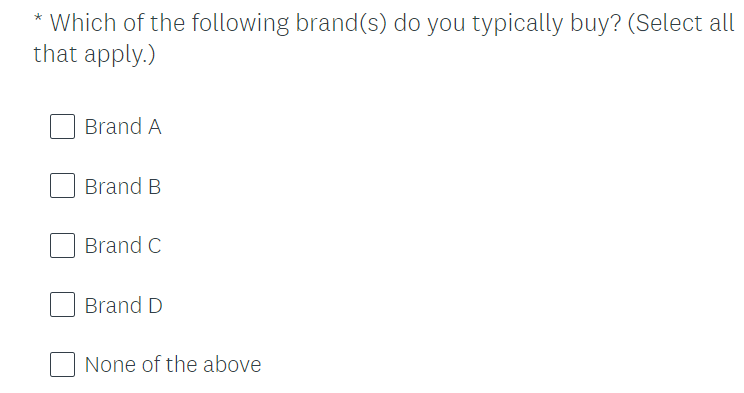 * Which of the following brand(s) do you typically buy? (Select all
that apply.)
Brand A
Brand B
Brand C
Brand D
None of the above